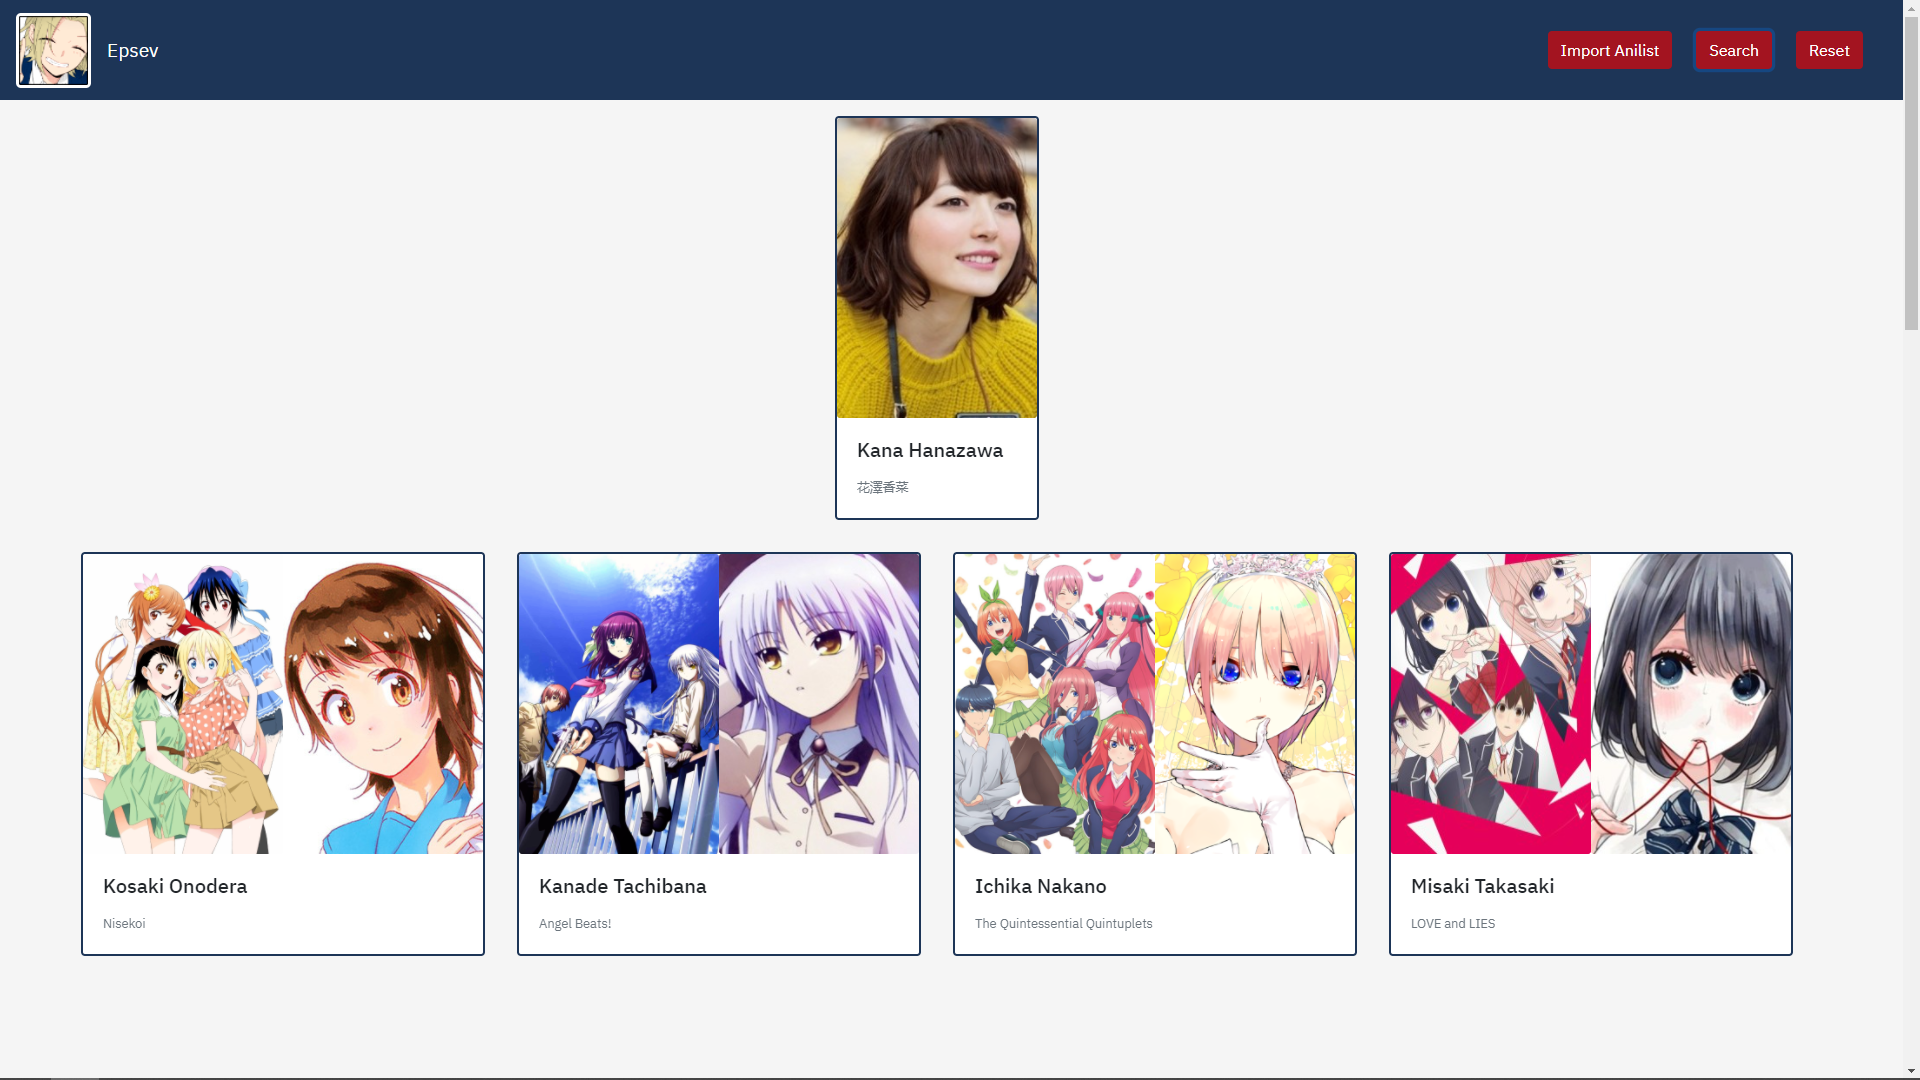 Epsev
Import Anilist
Search
Reset
Kana Hanazawa
花澤香菜
Kosaki Onodera
Nisekoi
Kanade Tachibana
Angel Beats!
Ichika Nakano
The Quintessential Quintuplets
Misaki Takasaki
LOVE and LIES